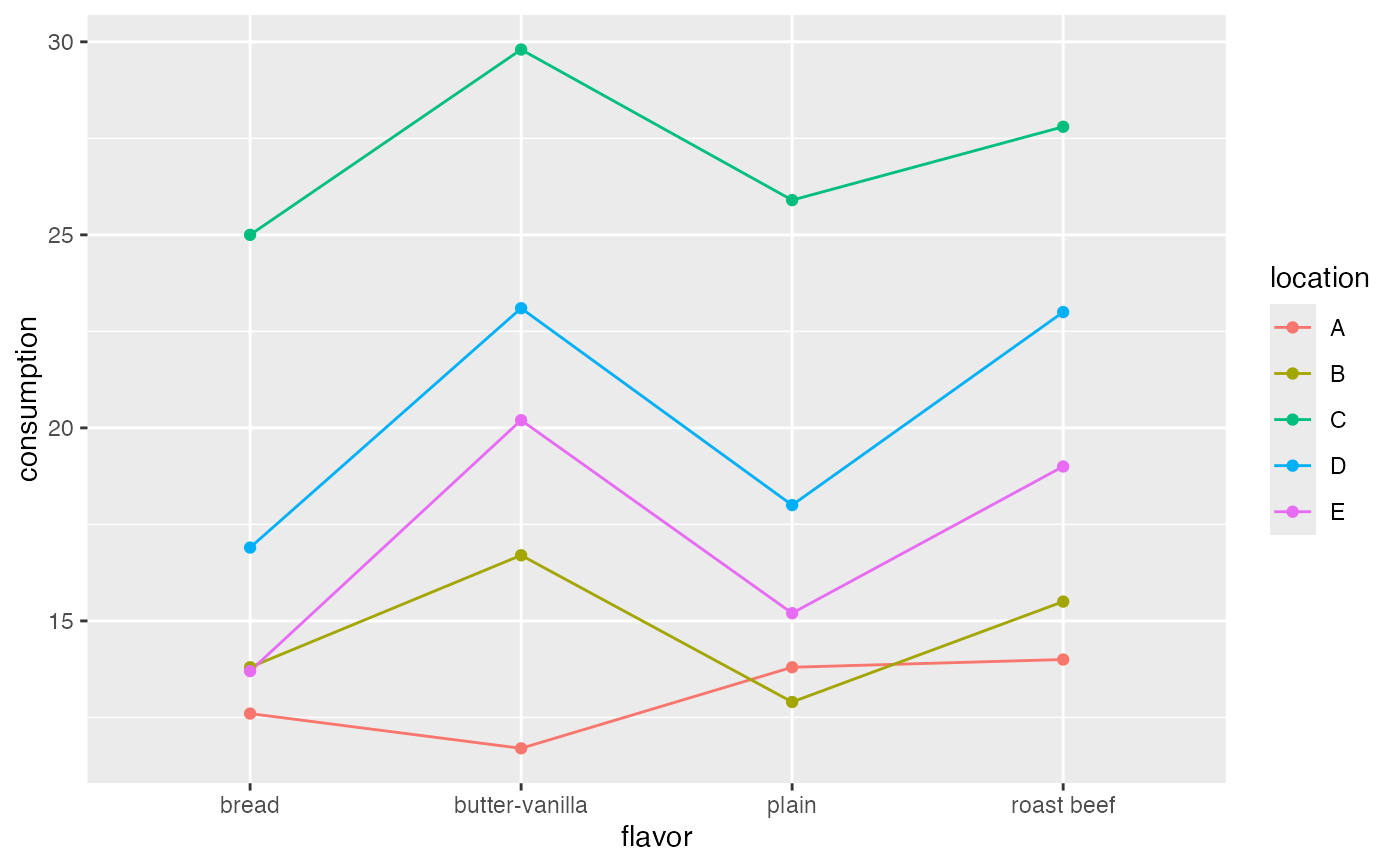 30
25
20
15
consumption
bread butter-vanilla plain roast beef
flavor
location
A
B
C
D
E